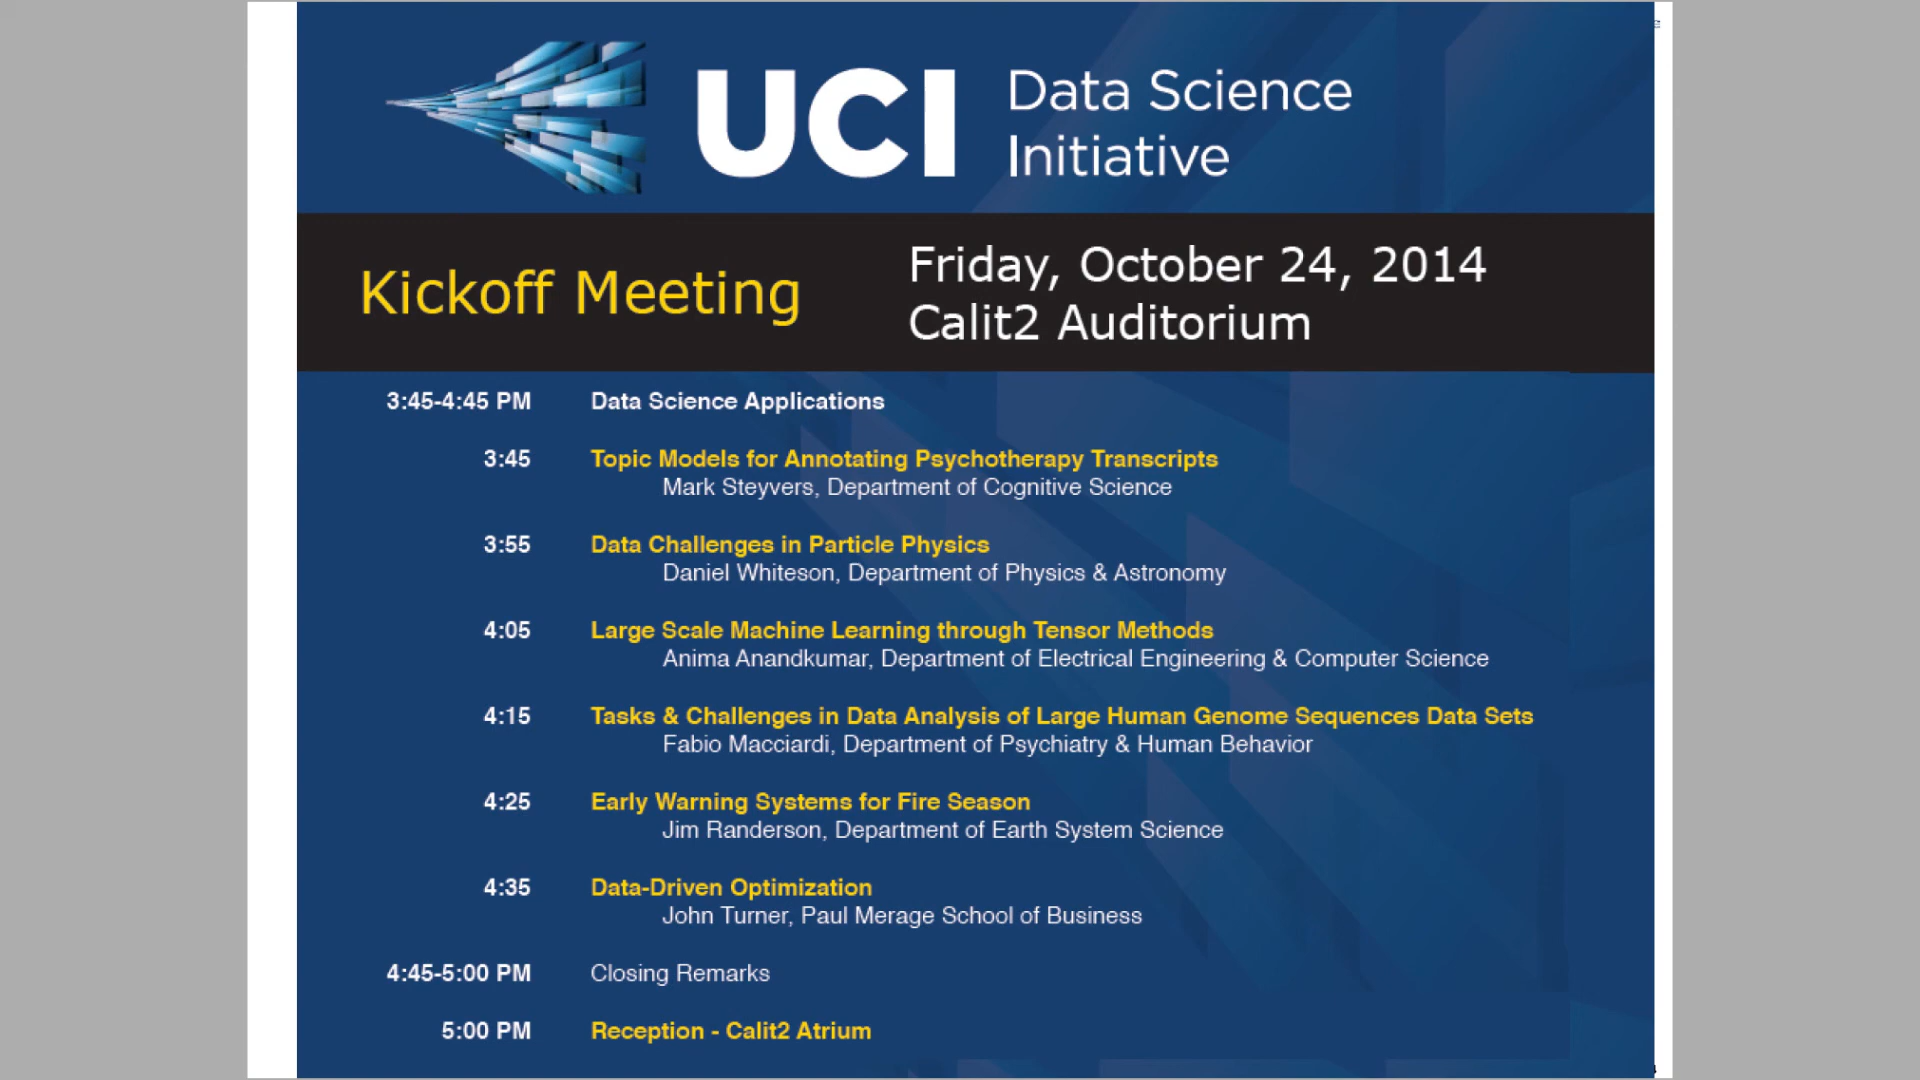 UCI Data Science
Initiative
Kickoff Meeting
Friday, October 24, 2014
Calit2 Auditorium
3:45-4:45 PM Data Science Applications
3:45 Topic Models for Annotating Psychotherapy Transcripts
Mark Steyvers, Department of Cognitive Science
3:55 Data Challenges in Particle Physics
Daniel Whiteson, Department of Physics & Astronomy
4:05 Large Scale Machine Learning through Tensor Methods
Anima Anandkumar, Department of Electrical Engineering & Computer Science
4:15 Tasks & Challenges in Data Analysis of Large Human Genome Sequences Data Sets
Fabio Macciardi, Department of Psychiatry & Human Behavior
4:25 Early Warning Systems for Fire Season
Jim Randerson, Department of Earth System Science
4:35 Data-Driven Optimization
John Turner, Paul Merage School of Business
4:45-5:00 PM Closing Remarks
5:00 PM Reception - Calit2 Atrium